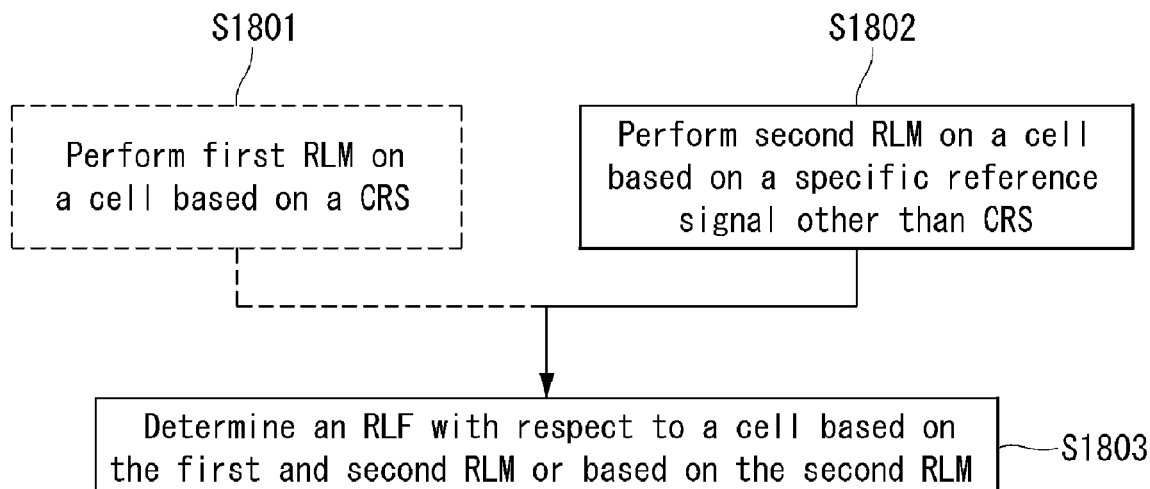 S1801
S1802
Perform first RLM on
a cell based on a CRS
Perform second RLM on a cell
based on a specific reference
signal other than CRS
Determine an RLF with respect to a cell based on
the first and second RLM or based on the second RLM
S1803